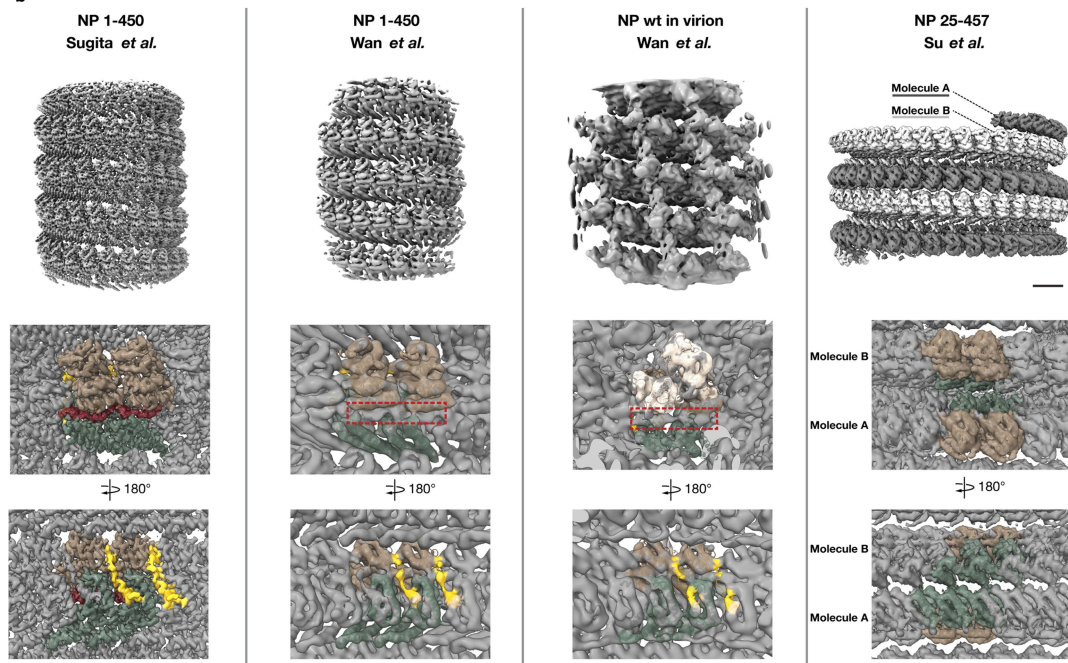 NP 1-450
Sugita et al.
NP 1-450
Wan et al.
NP wt in virion
Wan et al.
NP 25-457
Su et al.
Molecule A
Molecule B
Molecule B
Molecule A
180°
180°
180°
180°
Molecule B
Molecule A